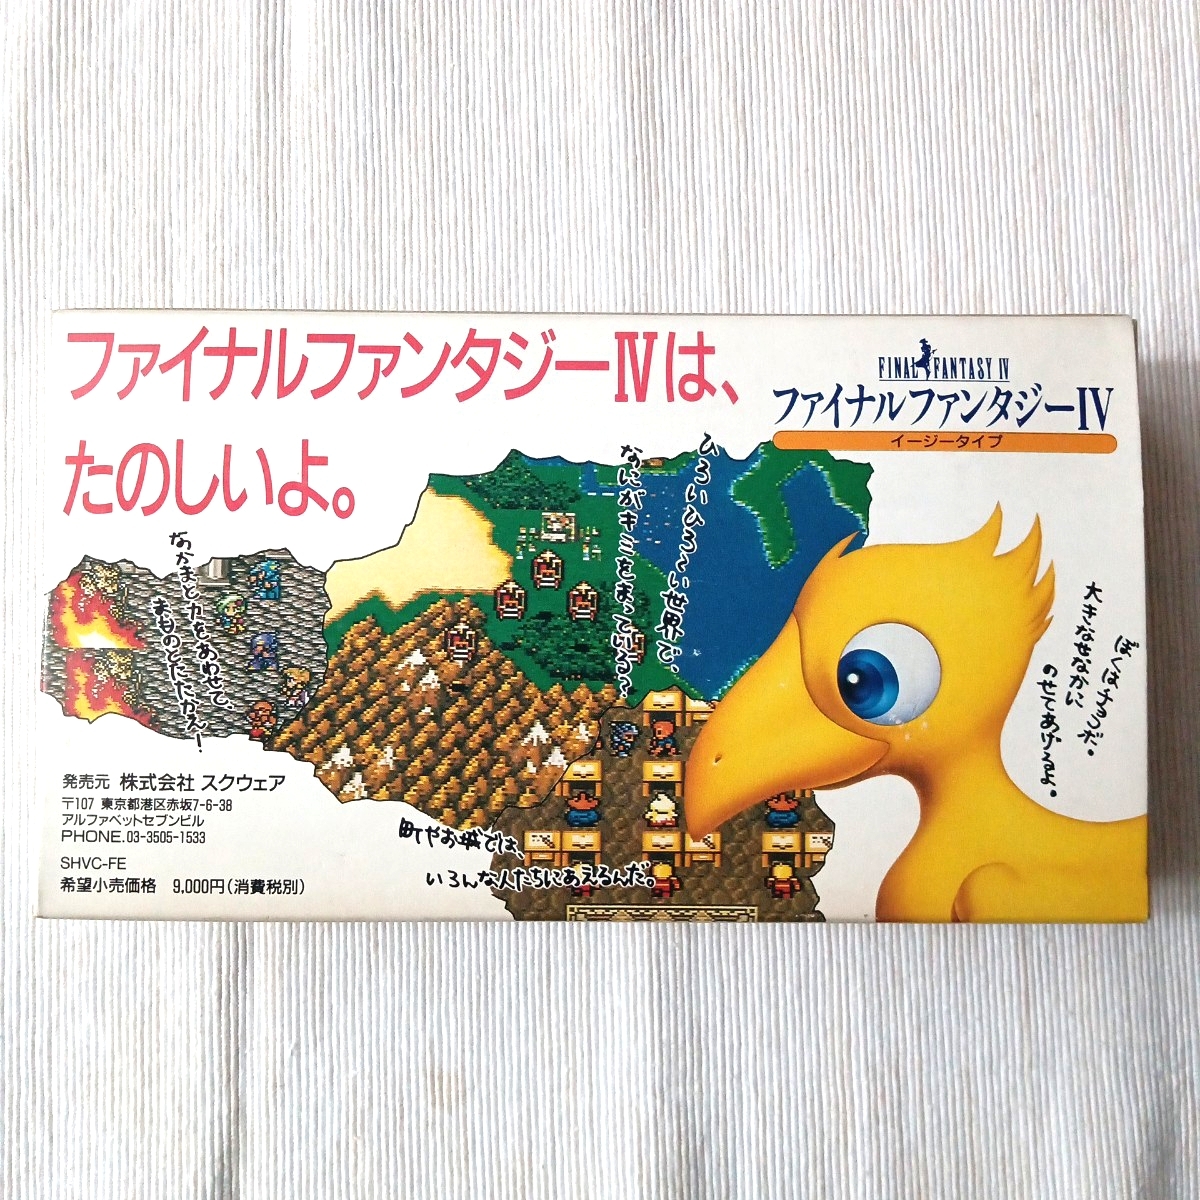 ファイナルファンタジーIVは、
たのしいよ。
FINAL FANTASY IV
ファイナルファンタジーIV
イージータイプ
ひろいひろ〜い世界で、
なにがキミをまっている?
なかまと力をあわせて、
まものとたたかえ!
ぼくはチョコボ。
大きなせなかに
のせてあげるよ。
町やお城では、
いろんな人たちにあえるんだ。
発売元 株式会社 スクウェア
〒107 東京都港区赤坂7-6-38
アルファベットセブンビル
PHONE.03-3505-1533
SHVC-FE
希望小売価格 9,000円(消費税別)